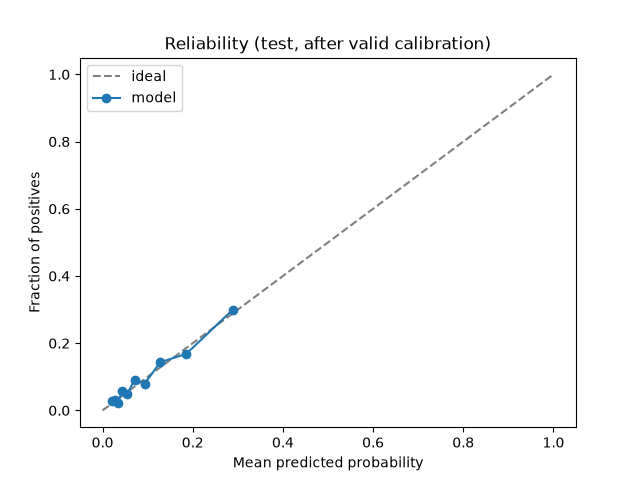 Reliability (test, after valid calibration)
ideal
model
1.0
0.8
0.6
0.4
0.2
0.0
Fraction of positives
0.0 0.2 0.4 0.6 0.8 1.0
Mean predicted probability